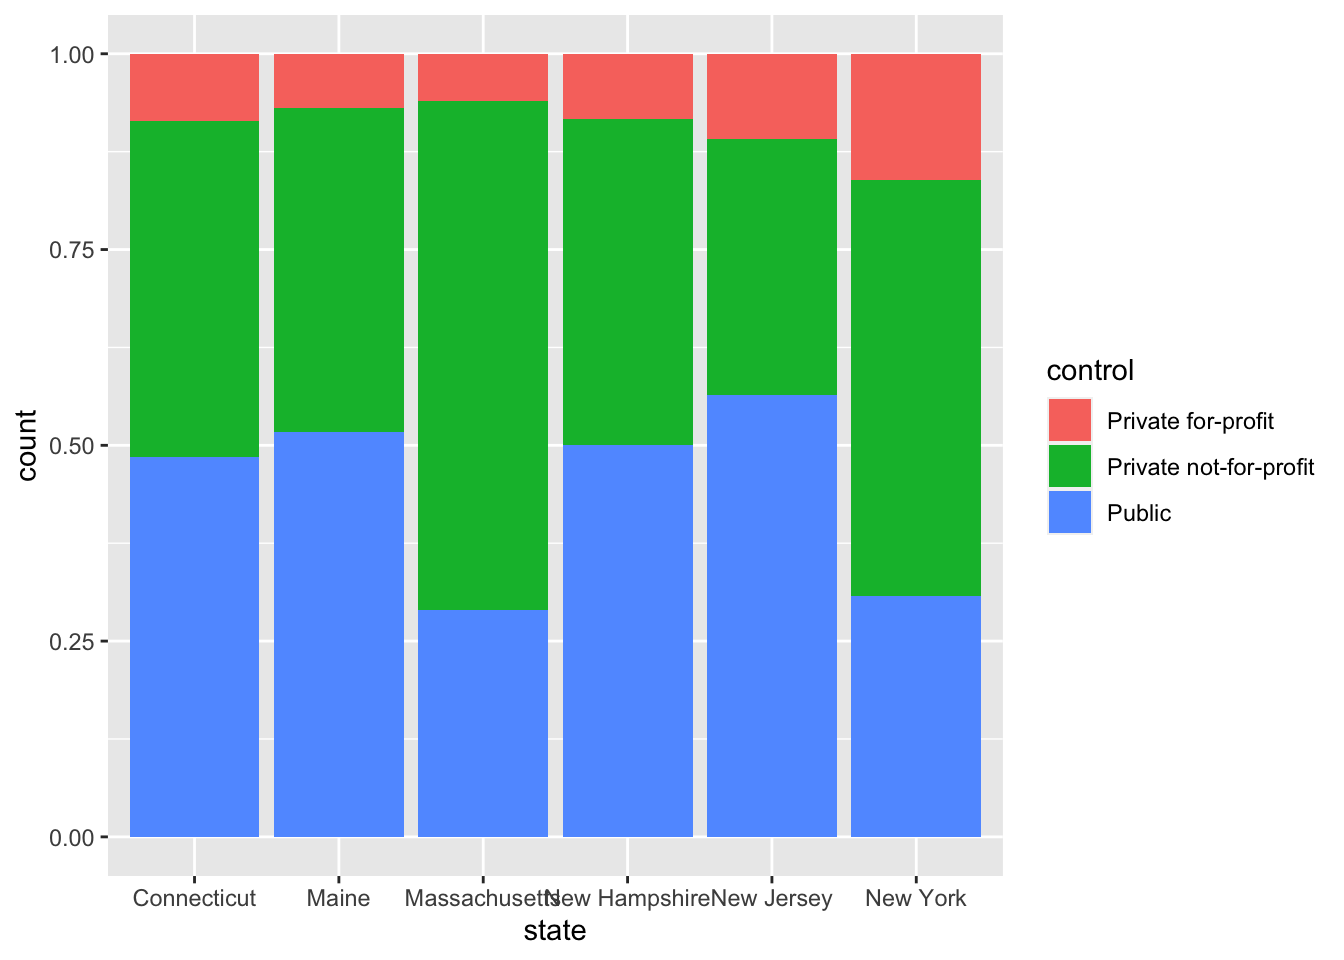 1.00
0.75
0.50
0.25
0.00
count
Connecticut
Maine
Massachusetts
New Hampshire
New Jersey
New York
state
control
Private for-profit
Private not-for-profit
Public